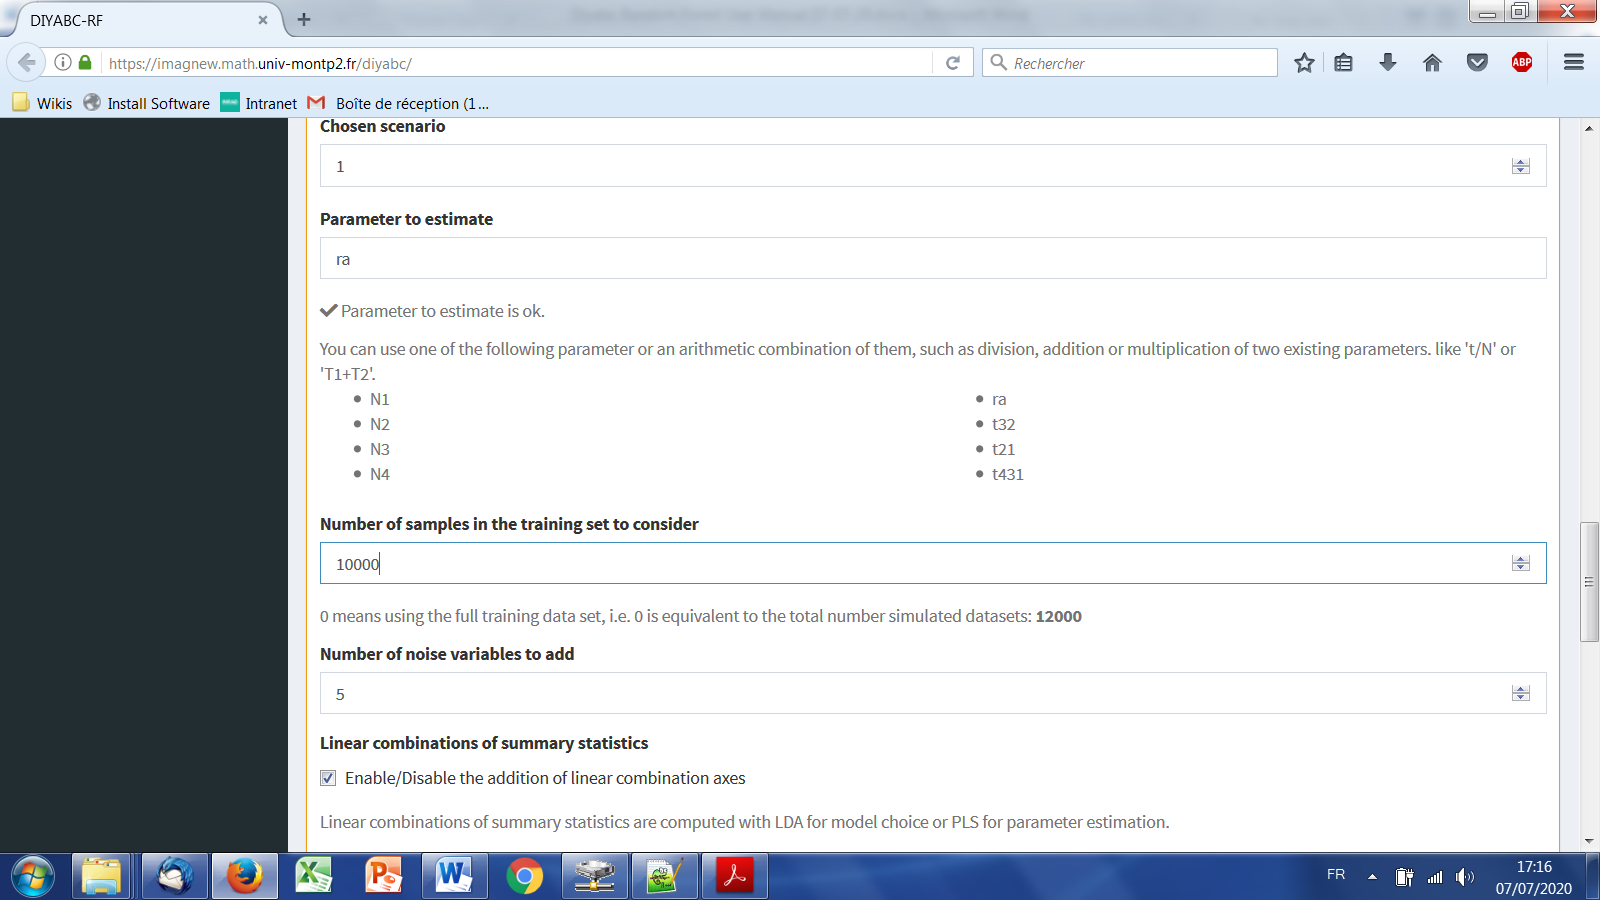 DIYABC-RF
https://imagnew.math.univ-montp2.fr/diyabc/
Rechercher
ABP
Wikis
Install Software
Intranet
Boîte de réception (1...
Chosen scenario
1
Parameter to estimate
ra
Parameter to estimate is ok.
You can use one of the following parameter or an arithmetic combination of them, such as division, addition or multiplication of two existing parameters. like 't/N' or
'T1+T2'.
N1
N2
N3
N4
ra
t32
t21
t431
Number of samples in the training set to consider
10000
0 means using the full training data set, i.e. 0 is equivalent to the total number simulated datasets: 12000
Number of noise variables to add
5
Linear combinations of summary statistics
Enable/Disable the addition of linear combination axes
Linear combinations of summary statistics are computed with LDA for model choice or PLS for parameter estimation.
FR
17:16
07/07/2020